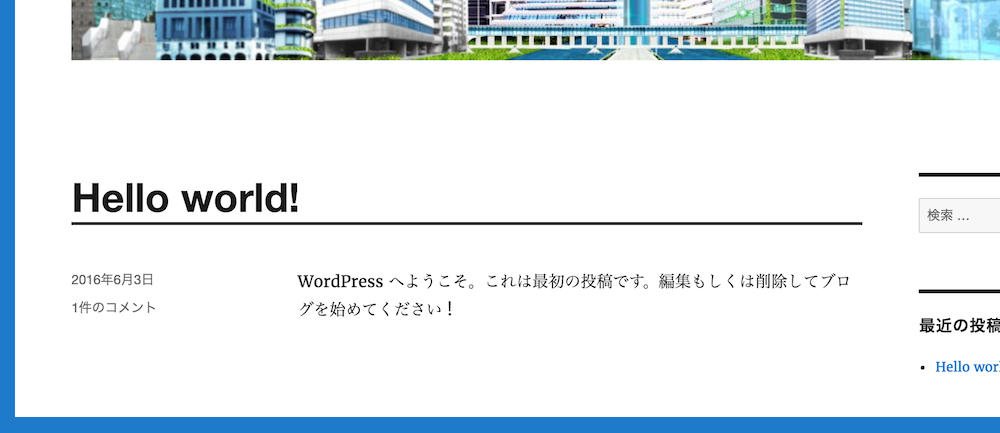 Hello world!
2016年6月3日
1件のコメント
WordPress へようこそ。これは最初の投稿です。編集もしくは削除してブロ
グを始めてください！
検索 …
最近の投稿
Hello worl